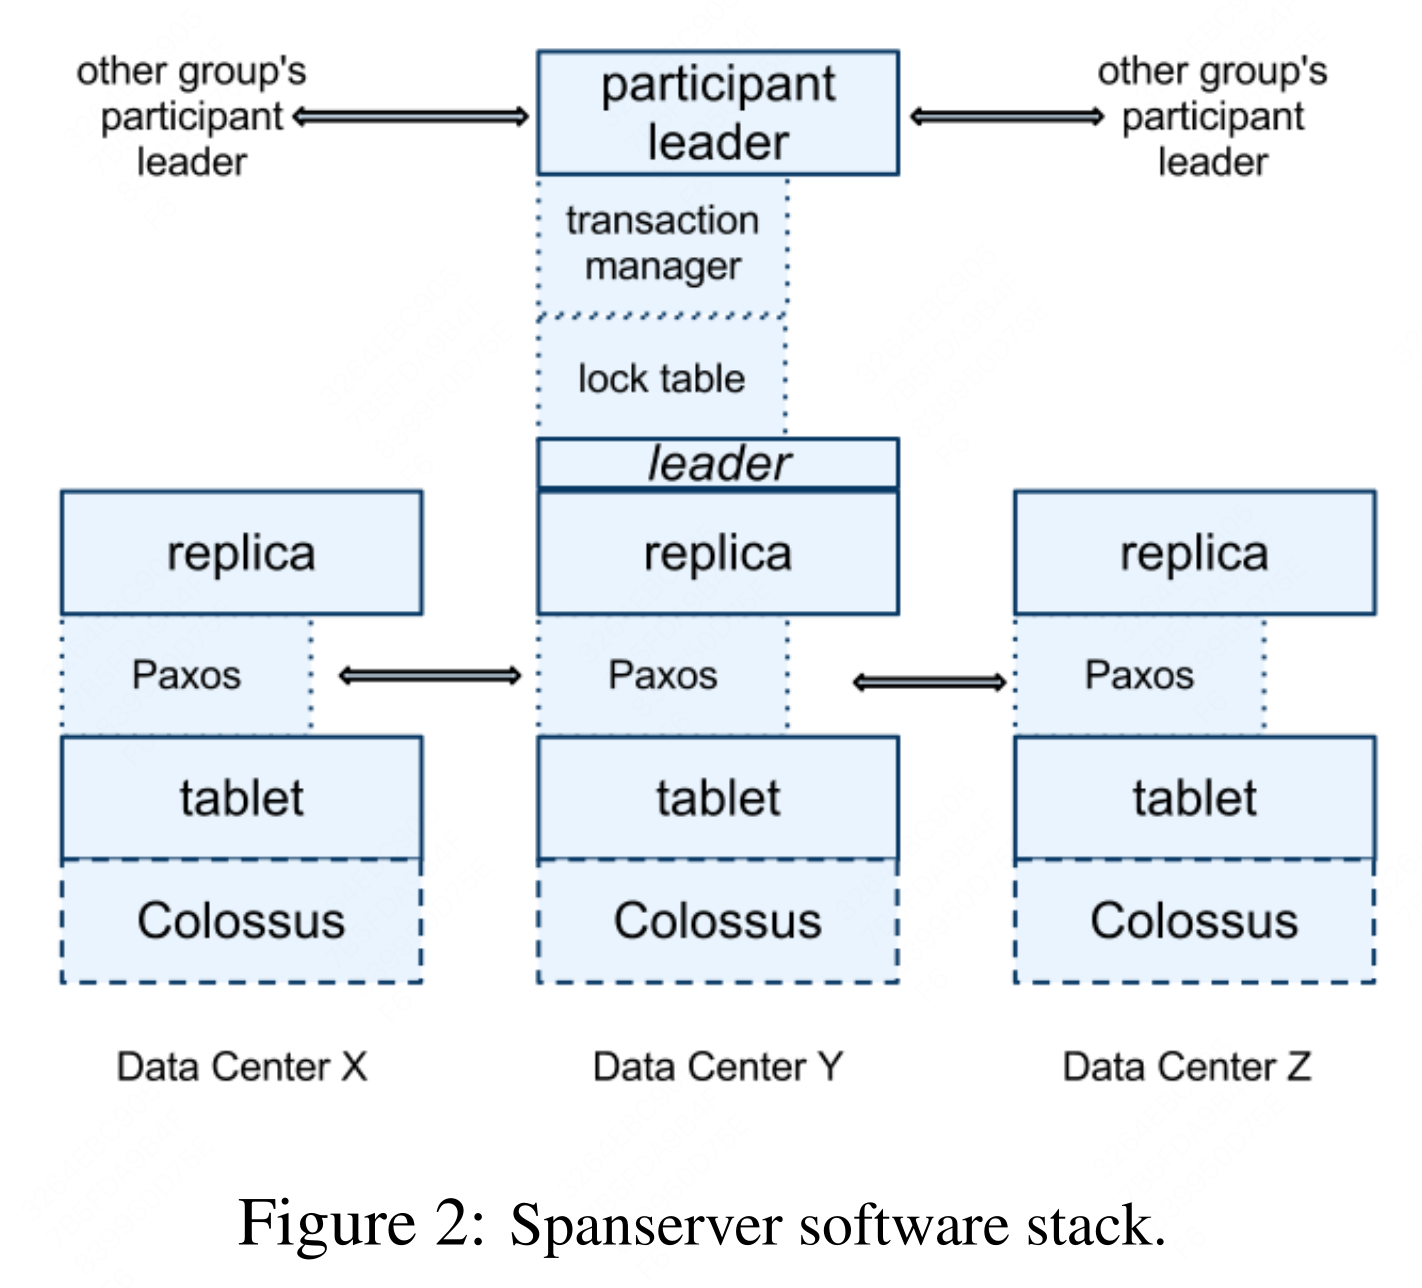 other group's
participant
leader
participant
leader
other group's
participant
leader
transaction
manager
lock table
leader
replica
replica
replica
Paxos
Paxos
Paxos
tablet
tablet
tablet
Colossus
Colossus
Colossus
Data Center X
Data Center Y
Data Center Z
Figure 2: Spanserver software stack.